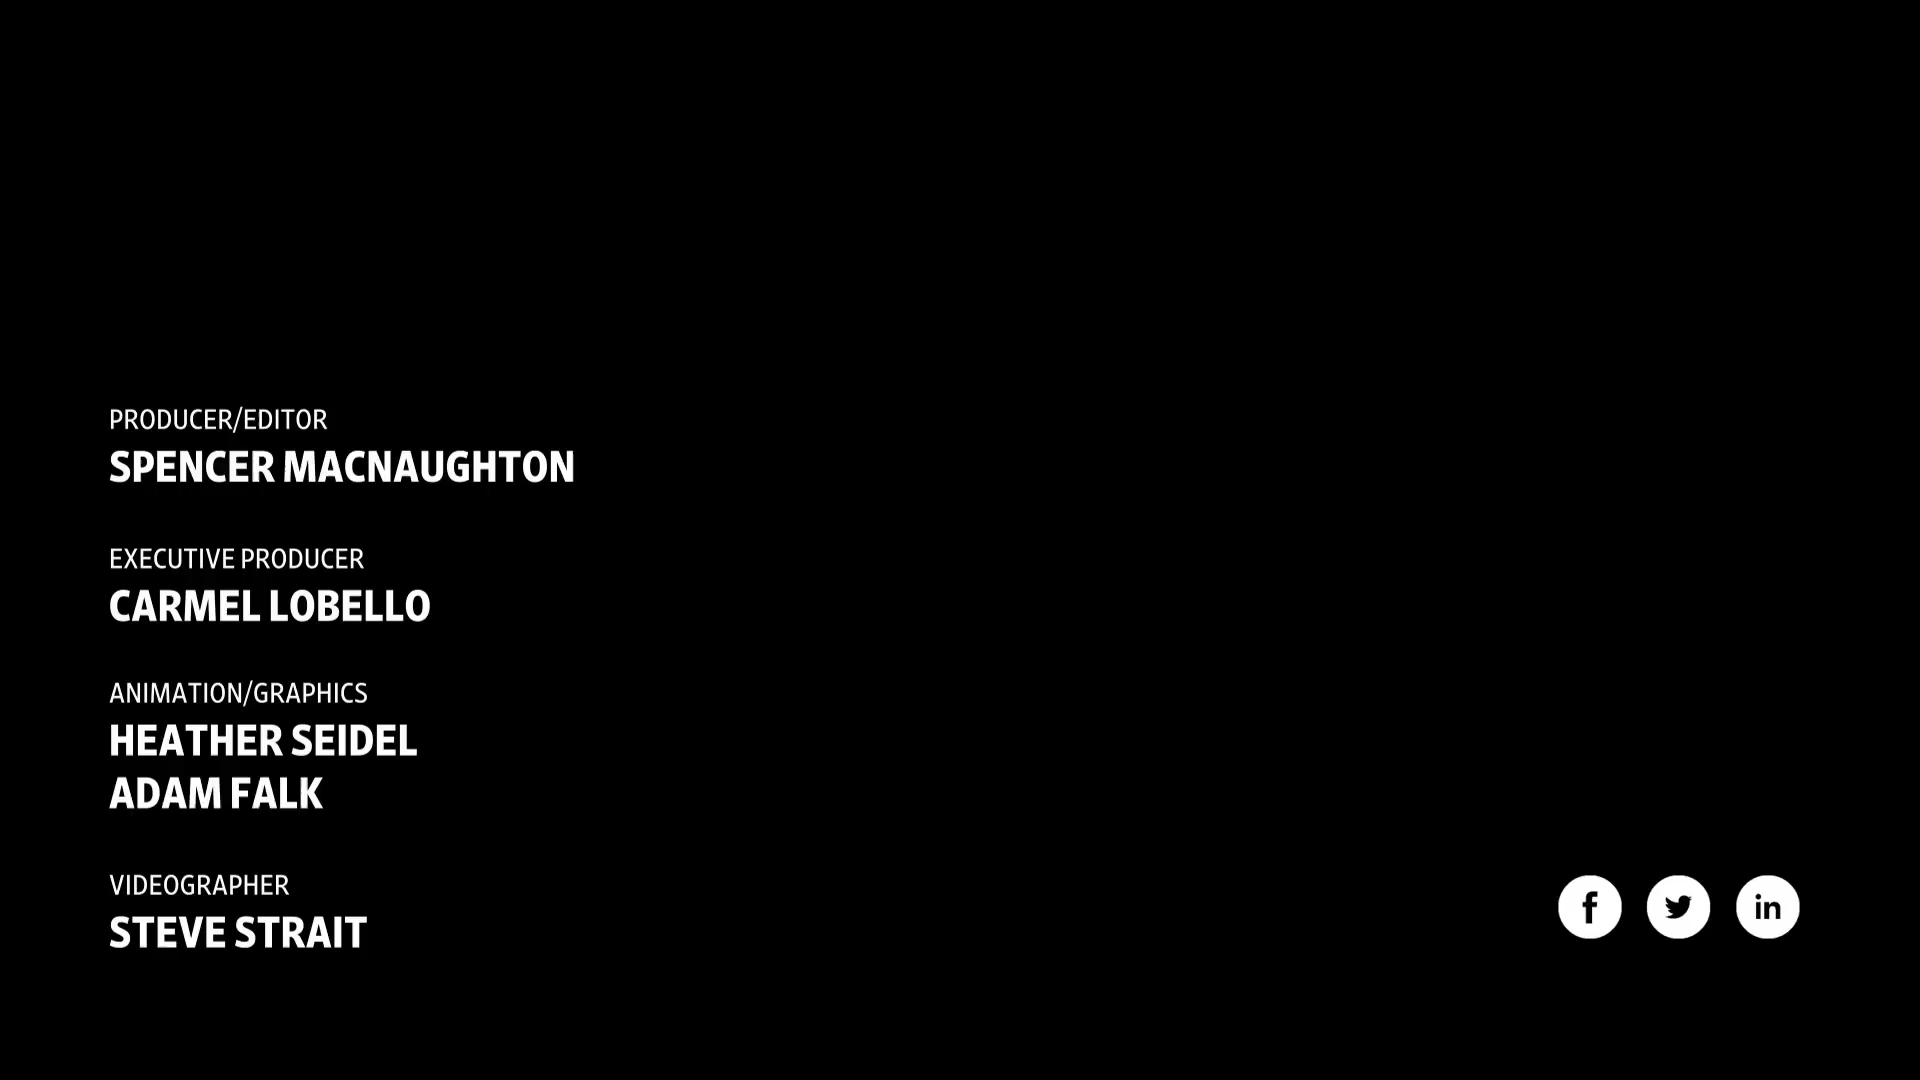 PRODUCER/EDITOR
SPENCER MACNAUGHTON
EXECUTIVE PRODUCER
CARMEL LOBELLO
ANIMATION/GRAPHICS
HEATHER SEIDEL
ADAM FALK
VIDEOGRAPHER
STEVE STRAIT
f
in